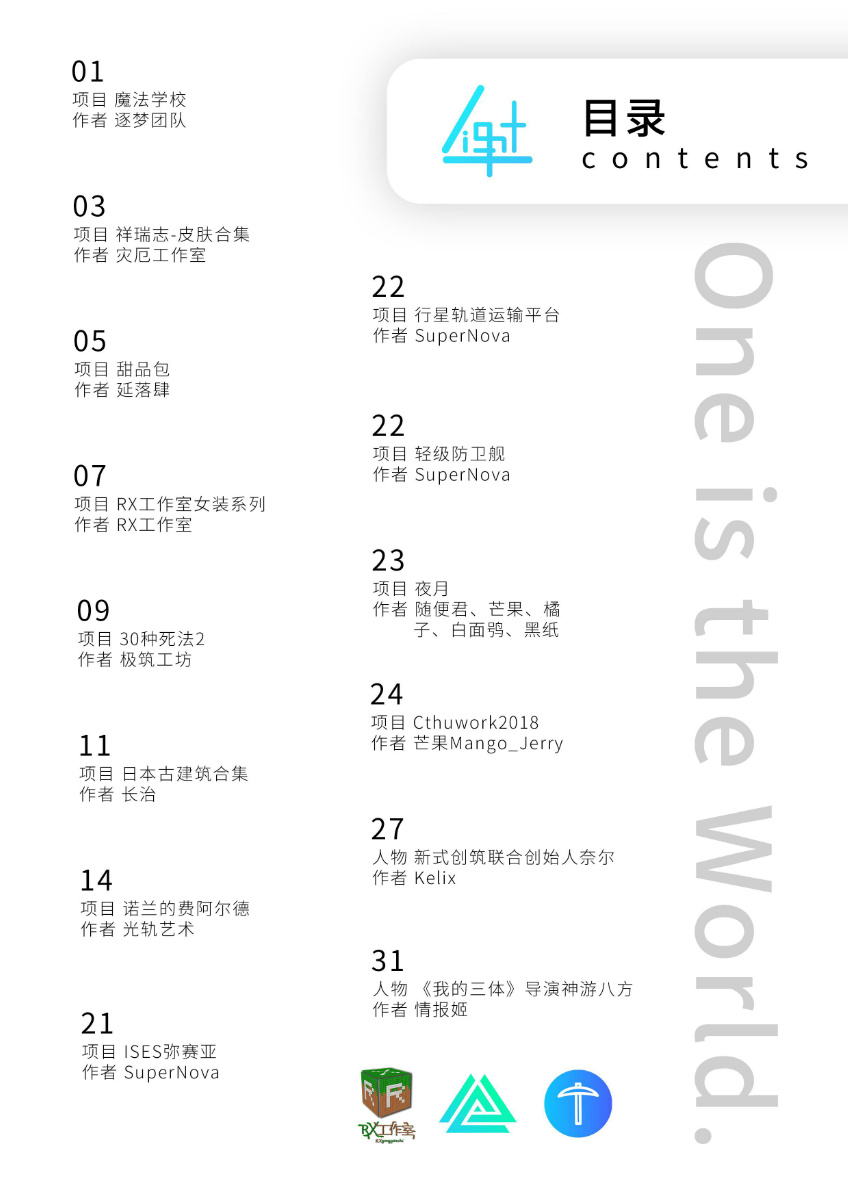 目录
contents
01
项目 魔法学校
作者 逐梦团队
03
项目 祥瑞志-皮肤合集
作者 灾厄工作室
05
项目 甜品包
作者 延落肆
07
项目 RX工作室女装系列
作者 RX工作室
09
项目 30种死法2
作者 极筑工坊
11
项目 日本古建筑合集
作者 长治
14
项目 诺兰的费阿尔德
作者 光轨艺术
21
项目 ISES弥赛亚
作者 SuperNova
22
项目 行星轨道运输平台
作者 SuperNova
22
项目 轻级防卫舰
作者 SuperNova
23
项目 夜月
作者 随便君、芒果、橘
子、白面鸮、黑纸
24
项目 Cthuwork2018
作者 芒果Mango_Jerry
27
人物 新式创筑联合创始人奈尔
作者 Kelix
31
人物 《我的三体》导演神游八方
作者 情报姬
One is the World.
RX工作室